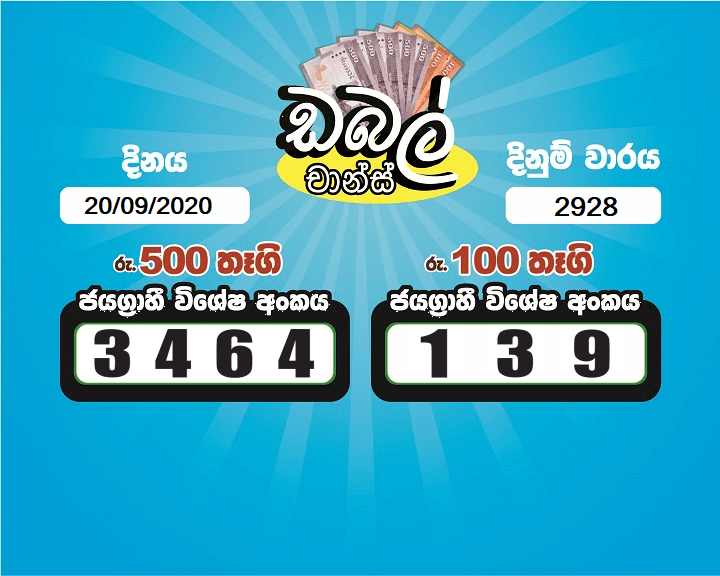 ඩබල්
චාන්ස්
දිනය
20/09/2020
දිනුම් වාරය
2928
රු. 500 තෑගි
ජයග්‍රාහී විශේෂ අංකය
3 4 6 4
රු. 100 තෑගි
ජයග්‍රාහී විශේෂ අංකය
1 3 9